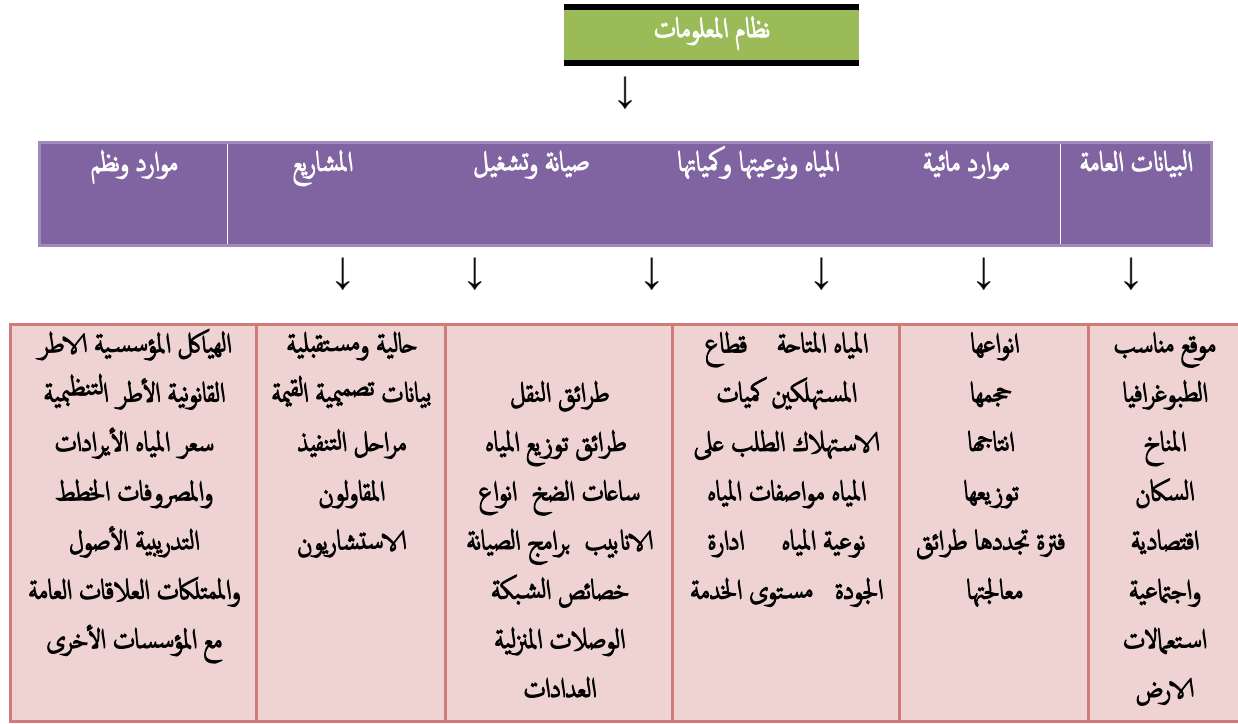 نظام المعلومات
↓
البيانات العامة
موارد مائية
المياه ونوعيتها وكمياتها
صيانة وتشغيل
المشاريع
موارد ونظم
↓ ↓ ↓ ↓ ↓ ↓
موقع مناسب
الطبوغرافيا
المناخ
السكان
اقتصادية
واجتماعية
استعمالات
الارض
انواعها
حجمها
انتاجها
توزيعها
فترة تجددها طرائق
معالجتها
المياه المتاحة قطاع
المستهلكين كميات
الاستهلاك الطلب على
المياه مواصفات المياه
نوعية المياه ادارة
الجودة مستوى الخدمة
طرائق النقل
طرائق توزيع المياه
ساعات الضخ انواع
الانابيب برامج الصيانة
خصائص الشبكة
الوصلات المنزلية
العدادات
حالية ومستقبلية
بيانات تصميمية القيمة
مراحل التنفيذ
المقاولون
الاستشاريون
الهياكل المؤسسية الاطر
القانونية الأطر التنظيمية
سعر المياه الأيرادات
والمصروفات الخطط
التدريبية الأصول
والممتلكات العلاقات العامة
مع المؤسسات الأخرى